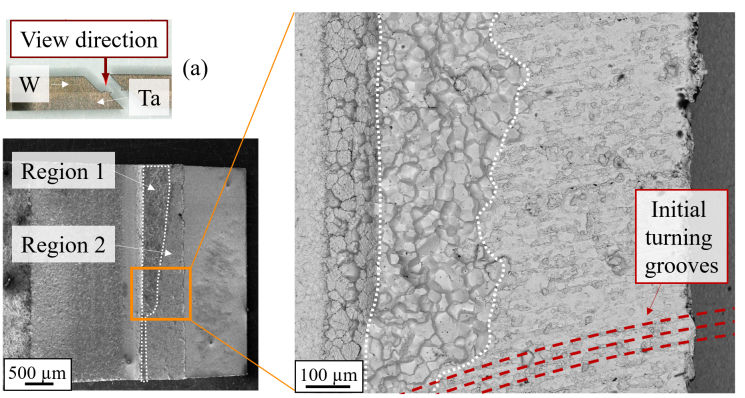 View direction
(a)
W
Ta
Region 1
Region 2
500 µm
Initial
turning
grooves
100 µm